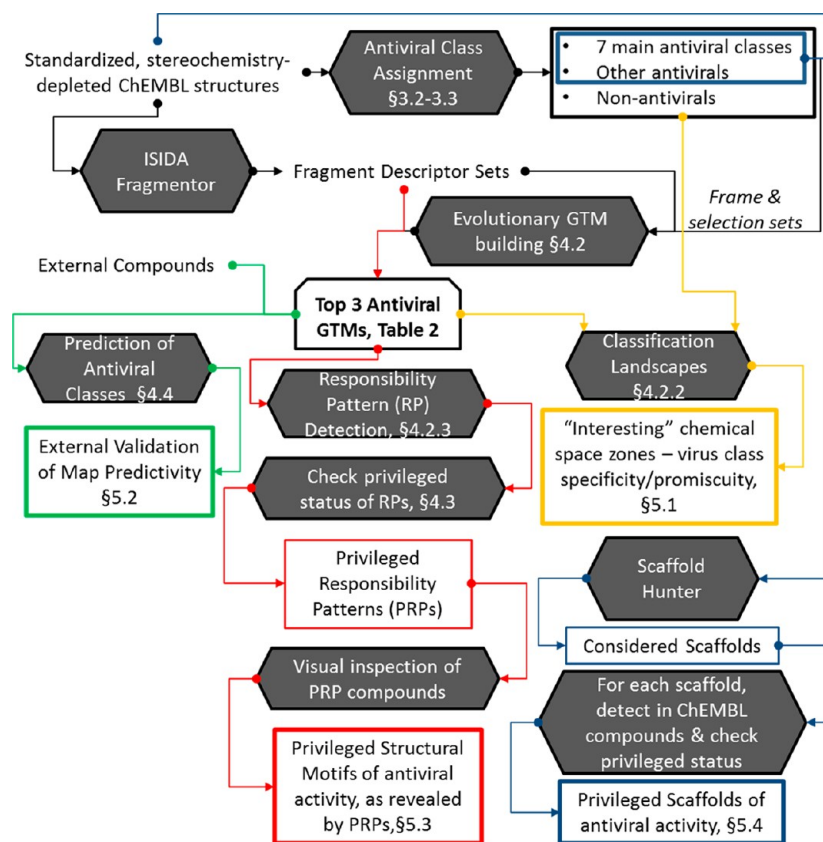 Standardized, stereochemistry-
depleted ChEMBL structures
Antiviral Class
Assignment
§3.2-3.3
• 7 main antiviral classes
• Other antivirals
• Non-antivirals
ISIDA
Fragmentor
Fragment Descriptor Sets
Frame &
selection sets
Evolutionary GTM
building §4.2
External Compounds
Top 3 Antiviral
GTMs, Table 2
Prediction of
Antiviral
Classes §4.4
Responsibility
Pattern (RP)
Detection, §4.2.3
Classification
Landscapes
§4.2.2
External Validation
of Map Predictivity
§5.2
Check privileged
status of RPs, §4.3
“Interesting” chemical
space zones – virus class
specificity/promiscuity,
§5.1
Privileged
Responsibility
Patterns (PRPs)
Scaffold
Hunter
Considered Scaffolds
Visual inspection of
PRP compounds
For each scaffold,
detect in ChEMBL
compounds & check
privileged status
Privileged Structural
Motifs of antiviral
activity, as revealed
by PRPs,§5.3
Privileged Scaffolds of
antiviral activity, §5.4